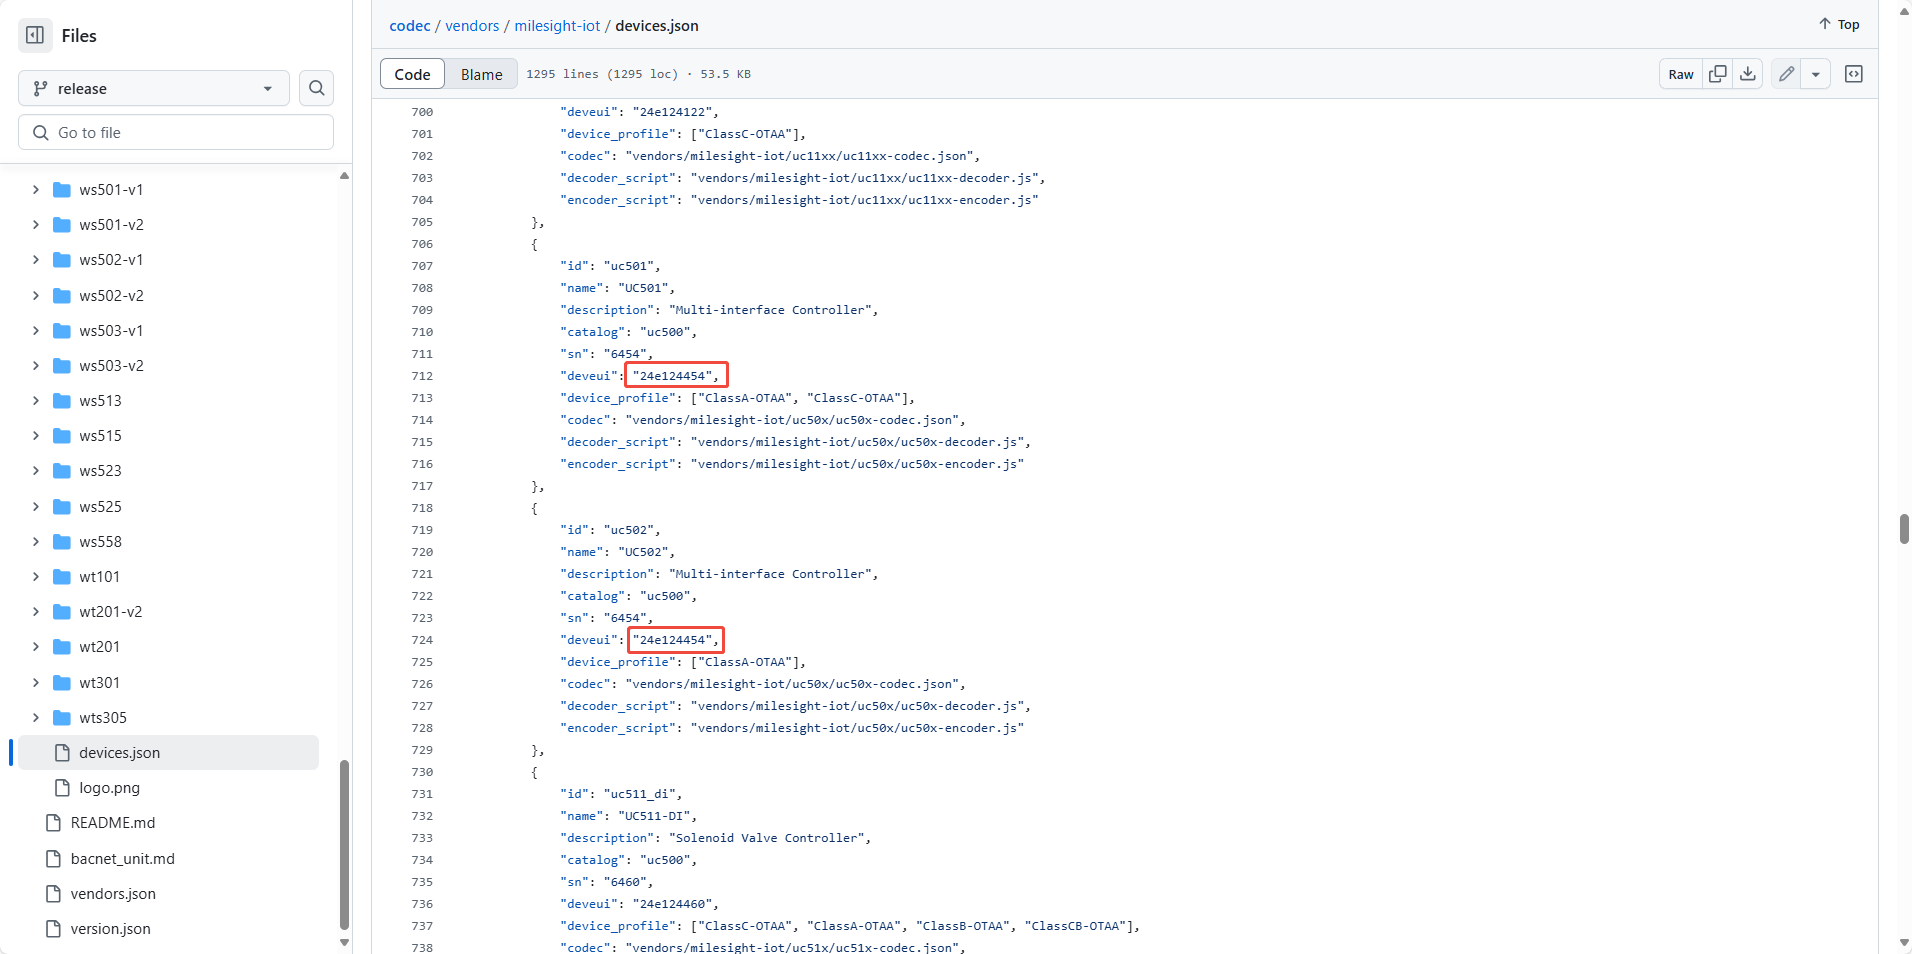 Files
release
Go to file
ws501-v1
ws501-v2
ws502-v1
ws502-v2
ws503-v1
ws503-v2
ws513
ws515
ws523
ws525
ws558
wt101
wt201-v2
wt201
wt301
wts305
devices.json
logo.png
README.md
bacnet_unit.md
vendors.json
version.json
codec / vendors / milesight-iot / devices.json
Top
Code Blame 1295 lines (1295 loc) · 53.5 KB
Raw
700 "deveui": "24e124122",
701 "device_profile": ["ClassC-OTAA"],
702 "codec": "vendors/milesight-iot/uc11xx/uc11xx-codec.json",
703 "decoder_script": "vendors/milesight-iot/uc11xx/uc11xx-decoder.js",
704 "encoder_script": "vendors/milesight-iot/uc11xx/uc11xx-encoder.js"
705 },
706 {
707 "id": "uc501",
708 "name": "UC501",
709 "description": "Multi-interface Controller",
710 "catalog": "uc500",
711 "sn": "6454",
712 "deveui": "24e124454",
713 "device_profile": ["ClassA-OTAA", "ClassC-OTAA"],
714 "codec": "vendors/milesight-iot/uc50x/uc50x-codec.json",
715 "decoder_script": "vendors/milesight-iot/uc50x/uc50x-decoder.js",
716 "encoder_script": "vendors/milesight-iot/uc50x/uc50x-encoder.js"
717 },
718 {
719 "id": "uc502",
720 "name": "UC502",
721 "description": "Multi-interface Controller",
722 "catalog": "uc500",
723 "sn": "6454",
724 "deveui": "24e124454",
725 "device_profile": ["ClassA-OTAA"],
726 "codec": "vendors/milesight-iot/uc50x/uc50x-codec.json",
727 "decoder_script": "vendors/milesight-iot/uc50x/uc50x-decoder.js",
728 "encoder_script": "vendors/milesight-iot/uc50x/uc50x-encoder.js"
729 },
730 {
731 "id": "uc511_di",
732 "name": "UC511-DI",
733 "description": "Solenoid Valve Controller",
734 "catalog": "uc500",
735 "sn": "6460",
736 "deveui": "24e124460",
737 "device_profile": ["ClassC-OTAA", "ClassA-OTAA", "ClassB-OTAA", "ClassCB-OTAA"],
738 "codec": "vendors/milesight-iot/uc51x/uc51x-codec.json",